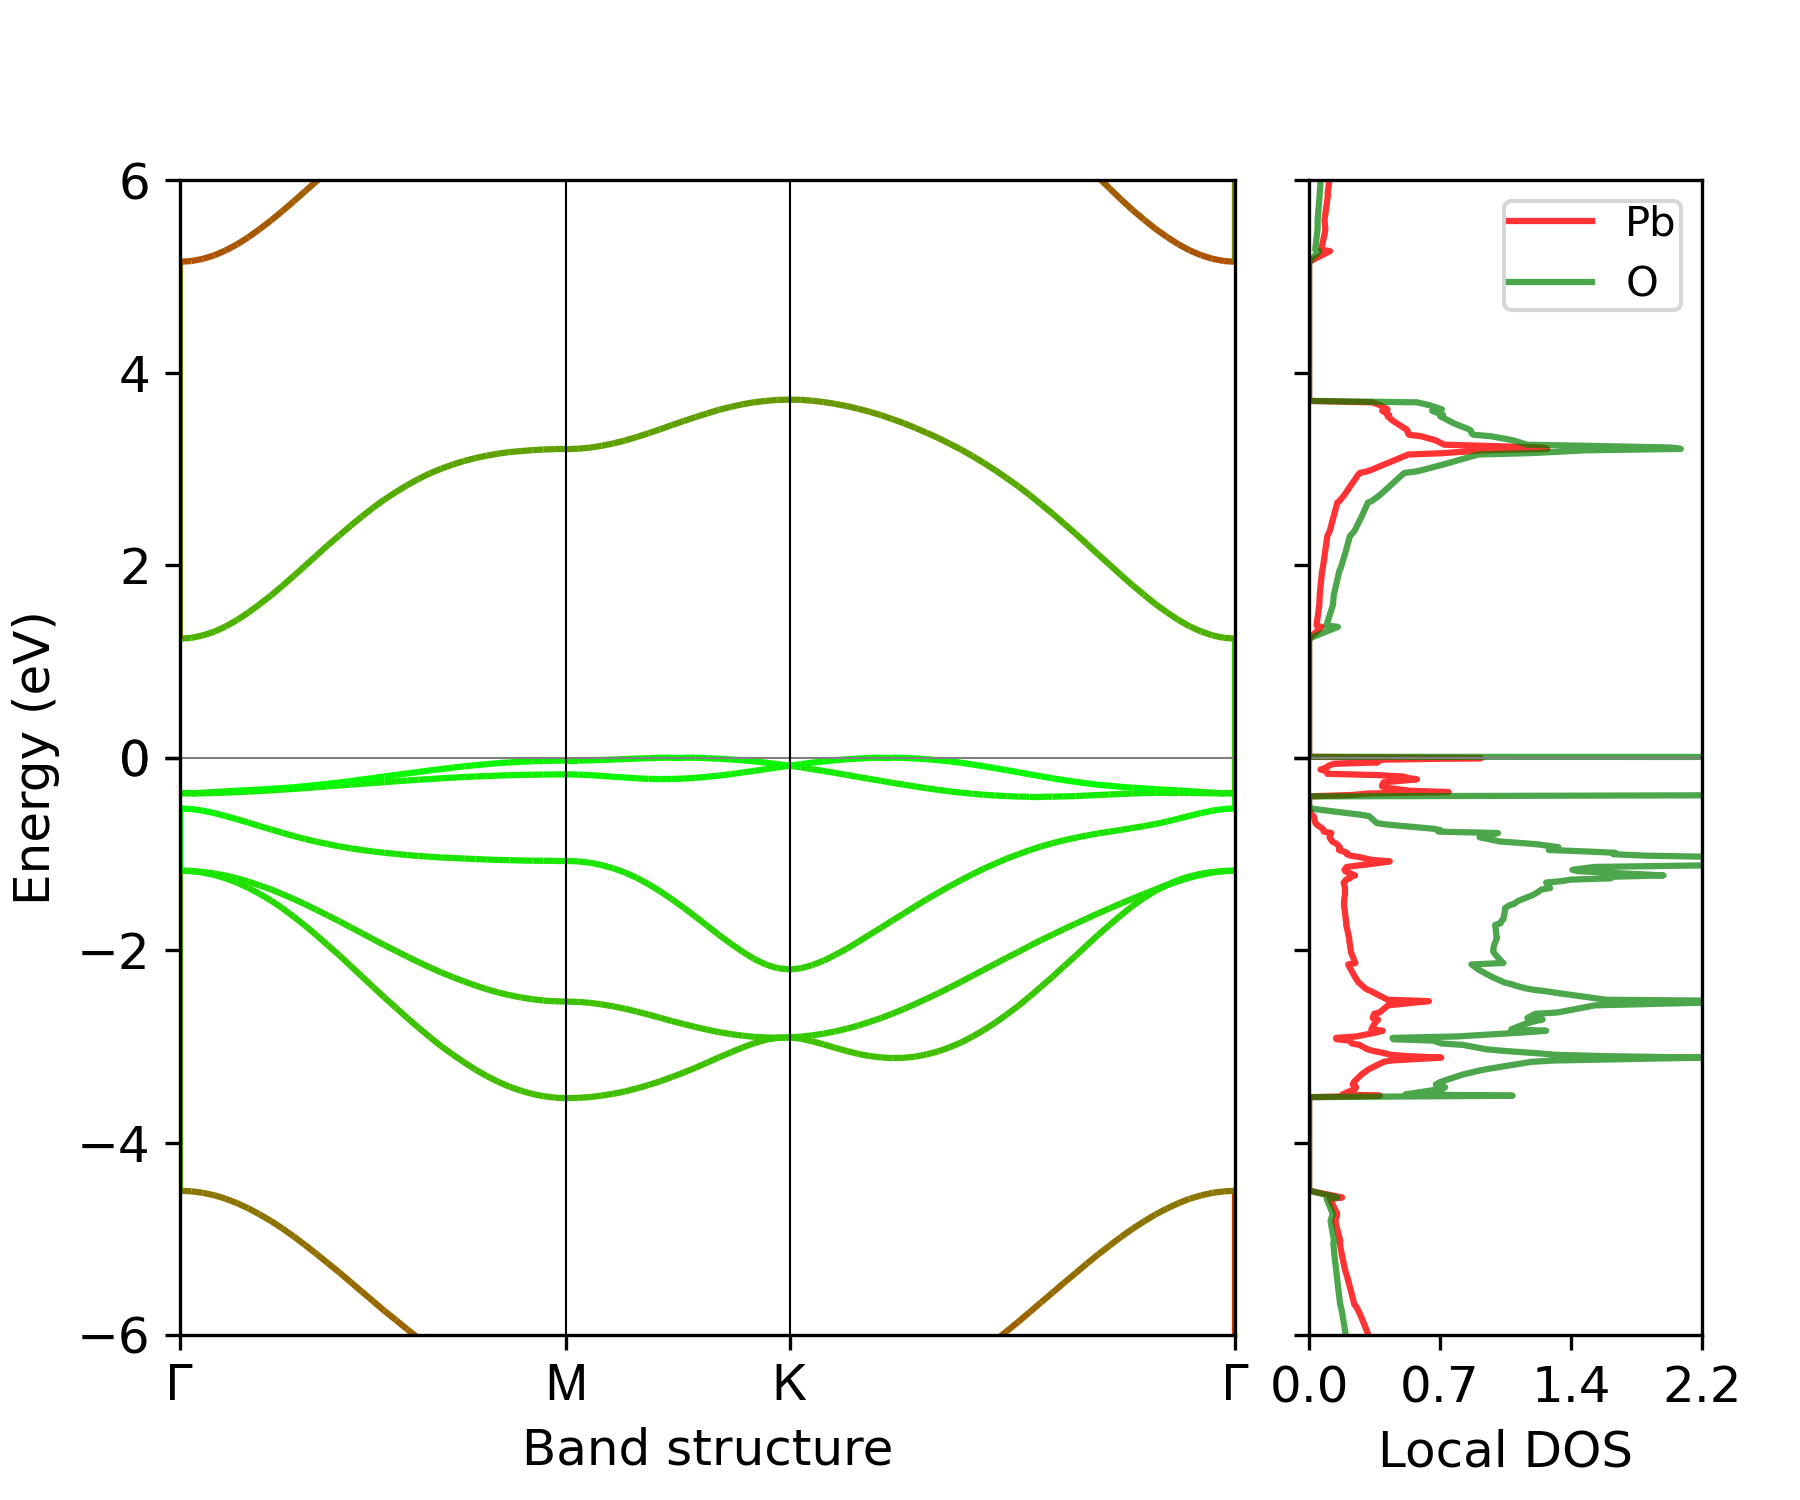 Energy (eV)
6
4
2
0
−2
−4
−6
Γ M K Γ
Band structure
Pb
O
0.0 0.7 1.4 2.2
Local DOS